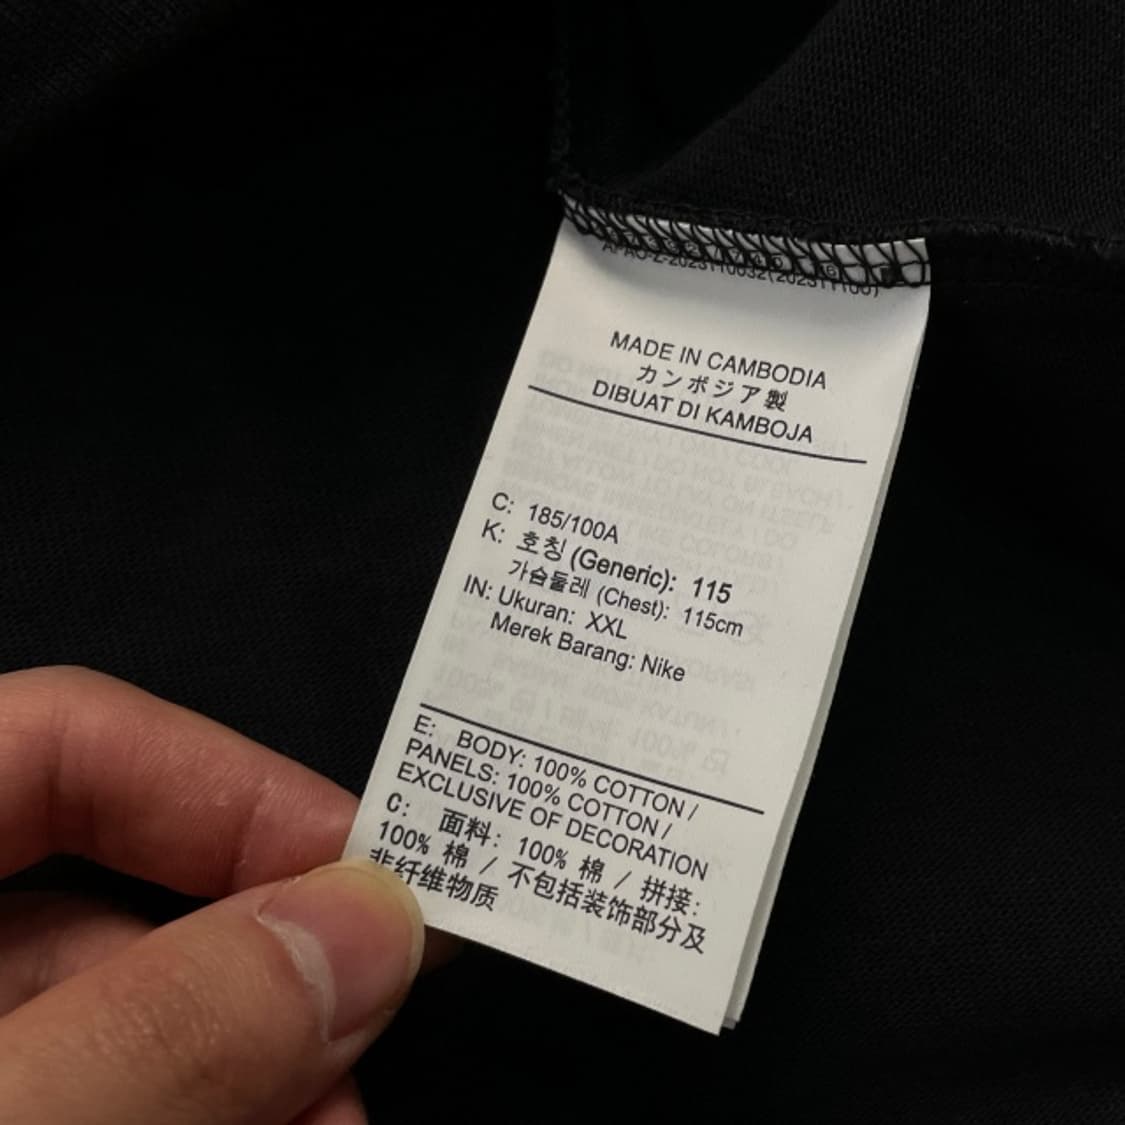 MADE IN CAMBODIA
カンボジア製
DIBUAT DI KAMBOJA
C: 185/100A
K: 호칭 (Generic): 115
가슴둘레 (Chest): 115cm
IN: Ukuran: XXL
Merek Barang: Nike
E: BODY: 100% COTTON /
PANELS: 100% COTTON /
EXCLUSIVE OF DECORATION
C: 面料: 100% 棉 / 拼接:
100% 棉 / 不包括装饰部分及
非纤维物质